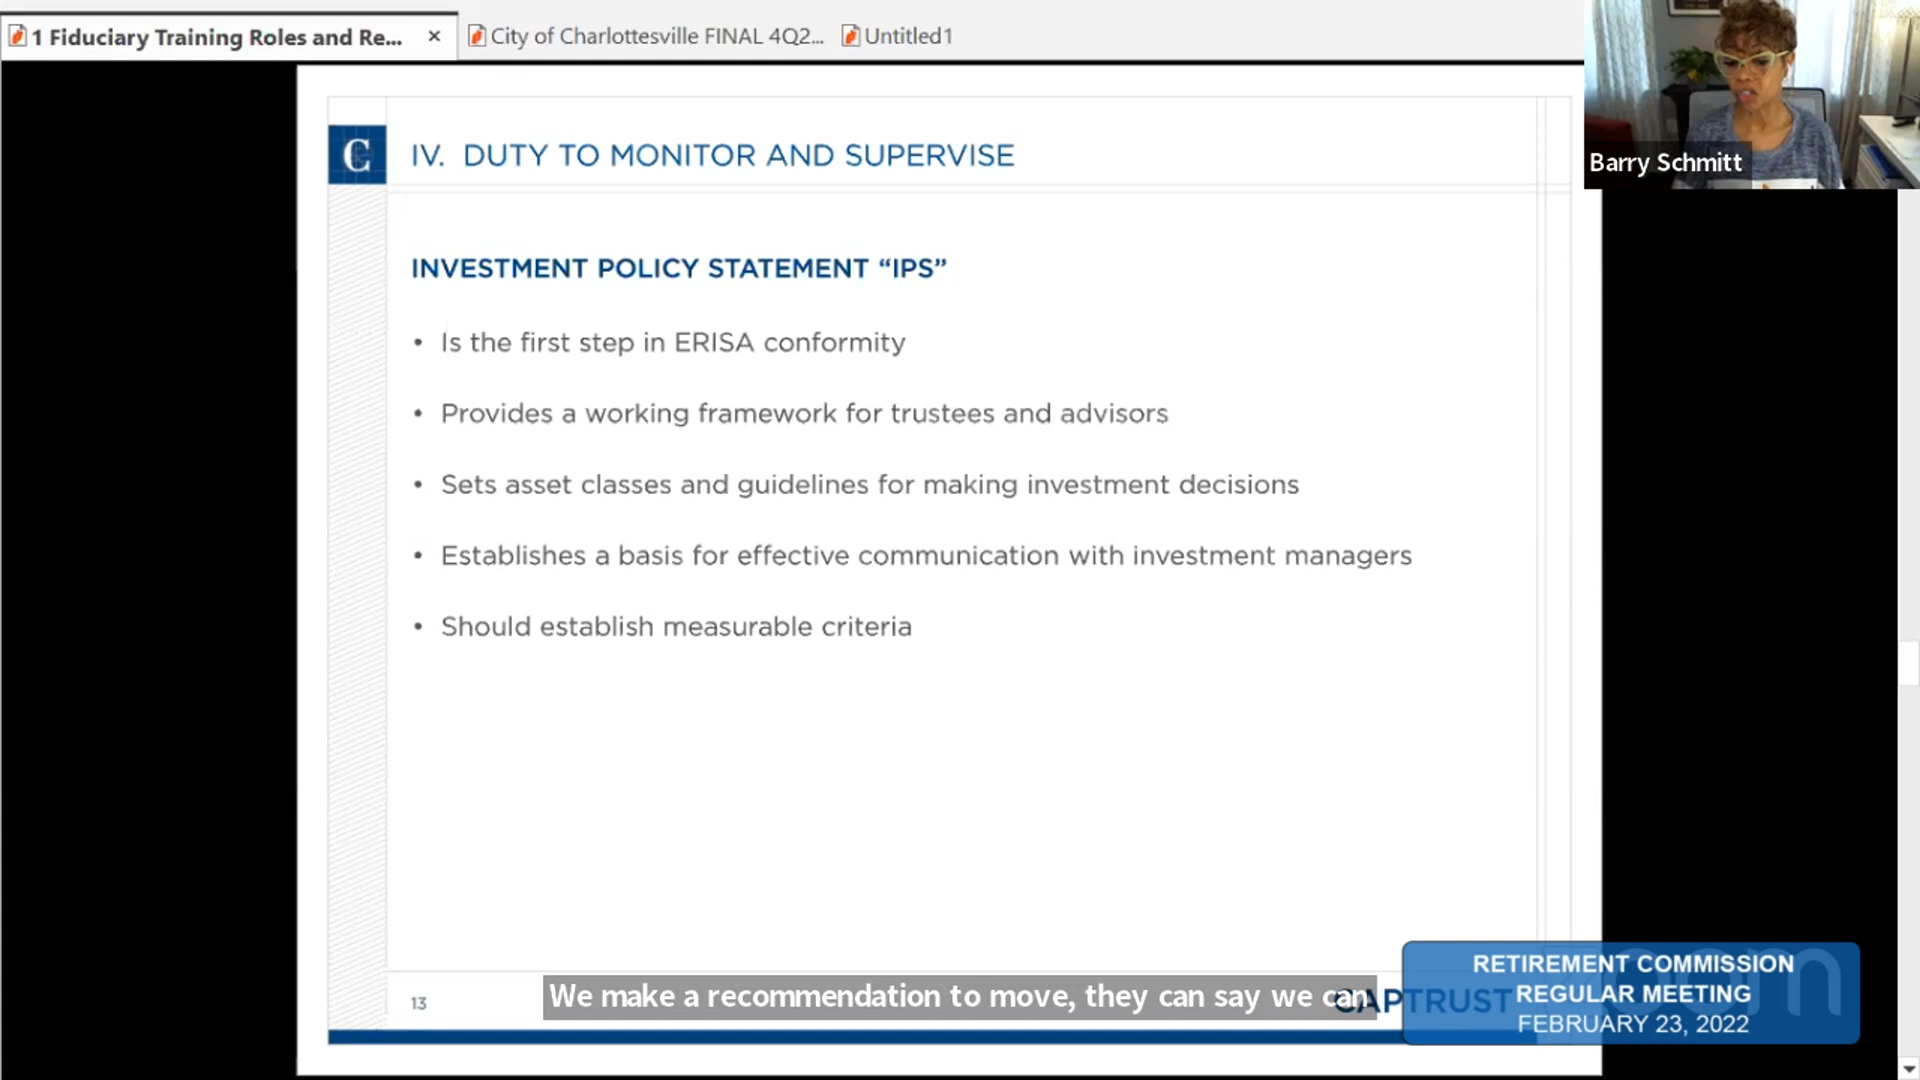 1 Fiduciary Training Roles and Re...
City of Charlottesville FINAL 4Q2...
Untitled1
Barry Schmitt
C
IV. DUTY TO MONITOR AND SUPERVISE
INVESTMENT POLICY STATEMENT “IPS”
• Is the first step in ERISA conformity
• Provides a working framework for trustees and advisors
• Sets asset classes and guidelines for making investment decisions
• Establishes a basis for effective communication with investment managers
• Should establish measurable criteria
13
We make a recommendation to move, they can say we can
CAPTRUST
RETIREMENT COMMISSION
REGULAR MEETING
FEBRUARY 23, 2022